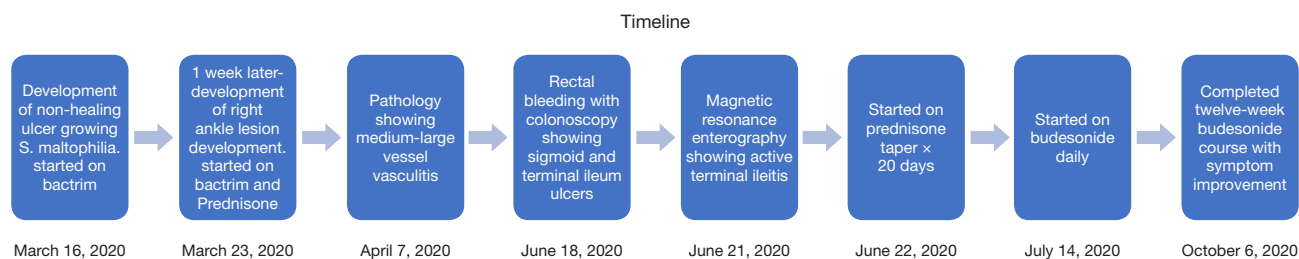 Timeline
Development
of non-healing
ulcer growing
S. maltophilia.
started on
bactrim
1 week later-
development
of right
ankle lesion
development.
started on
bactrim and
Prednisone
Pathology
showing
medium-large
vessel
vasculitis
Rectal
bleeding with
colonoscopy
showing
sigmoid and
terminal ileum
ulcers
Magnetic
resonance
enterography
showing active
terminal ileitis
Started on
prednisone
taper ×
20 days
Started on
budesonide
daily
Completed
twelve-week
budesonide
course with
symptom
improvement
March 16, 2020
March 23, 2020
April 7, 2020
June 18, 2020
June 21, 2020
June 22, 2020
July 14, 2020
October 6, 2020